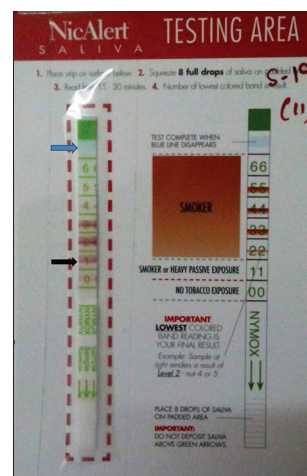 NicAlert™ TESTING AREA
SALIVA
1. Place strip on surface below. 2. Squeeze 8 full drops of saliva on padded
3. Read 15 - 30 minutes. 4. Number of lowest colored band is result.
S-10
(11)
TEST COMPLETE WHEN
BLUE LINE DISAPPEARS
66
55
44
33
22
11
00
SMOKER
SMOKER or HEAVY PASSIVE EXPOSURE
NO TOBACCO EXPOSURE
IMPORTANT
LOWEST COLORED
BAND READING IS
YOUR FINAL RESULT.
Example: Sample at
right renders a result of
Level 2 - not 4 or 5.
NYMOX
PLACE 8 DROPS OF SALIVA
ON PADDED AREA
IMPORTANT:
DO NOT DEPOSIT SALIVA
ABOVE GREEN ARROWS.
6
5
4
3
2
1
0